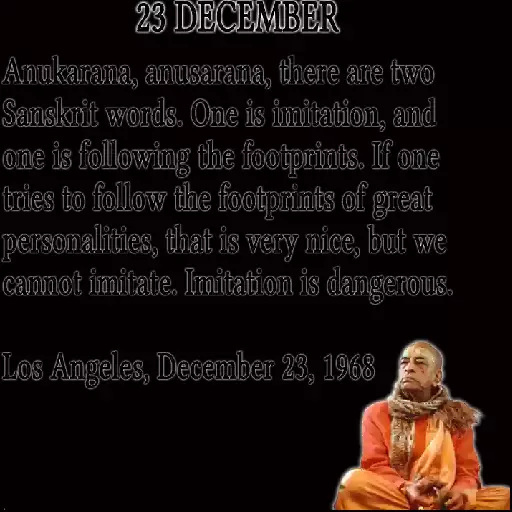 23 DECEMBER
Anukarana, anusarana, there are two
Sanskrit words. One is imitation, and
one is following the footprints. If one
tries to follow the footprints of great
personalities, that is very nice, but we
cannot imitate. Imitation is dangerous.
Los Angeles, December 23, 1968